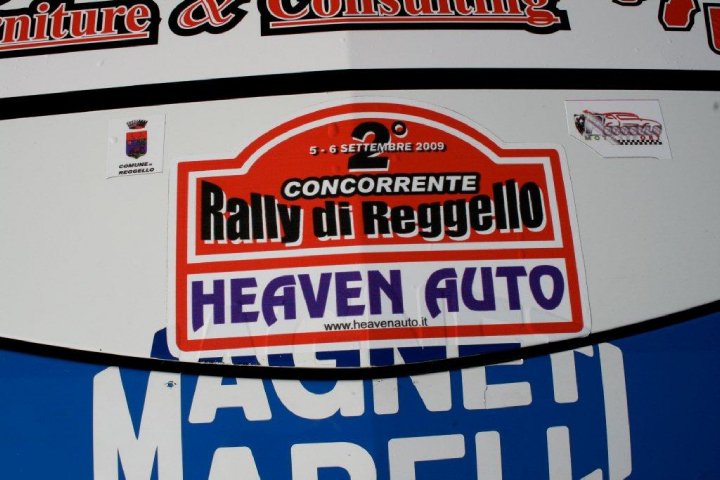 niture & Consulting
2°
5 - 6 SETTEMBRE 2009
CONCORRENTE
Rally di Reggello
HEAVEN AUTO
www.heavenauto.it
COMUNE DI
REGGELLO
MAGNETI
MARELLI